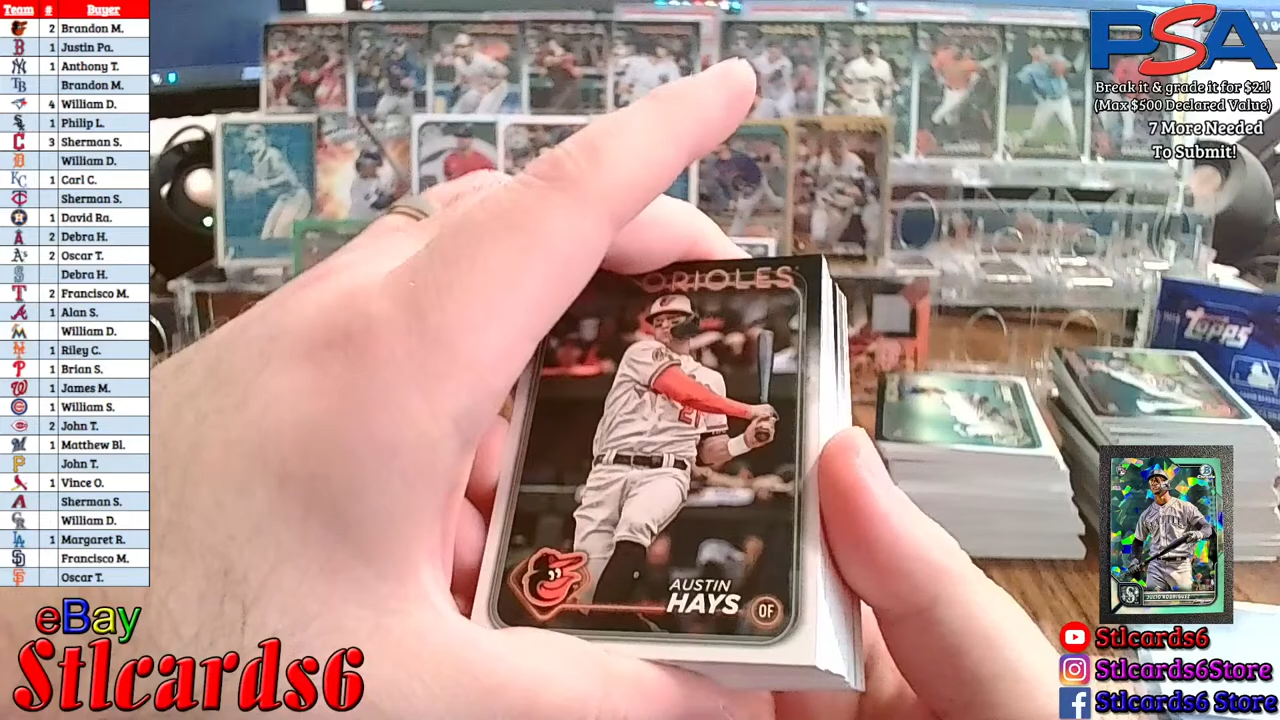 Team # Buyer
2 Brandon M.
1 Justin Pa.
1 Anthony T.
Brandon M.
4 William D.
1 Philip L.
3 Sherman S.
William D.
1 Carl C.
Sherman S.
1 David Ra.
2 Debra H.
2 Oscar T.
Debra H.
2 Francisco M.
1 Alan S.
William D.
1 Riley C.
1 Brian S.
1 James M.
1 William S.
2 John T.
1 Matthew Bl.
John T.
1 Vince O.
Sherman S.
William D.
1 Margaret R.
Francisco M.
Oscar T.
eBay
Stlcards6
ORIOLES
AUSTIN
HAYS OF
PSA
Break it & grade it for $21!
(Max $500 Declared Value)
7 More Needed
To Submit!
Topps
JULIO RODRIGUEZ
Stlcards6
Stlcards6Store
Stlcards6 Store